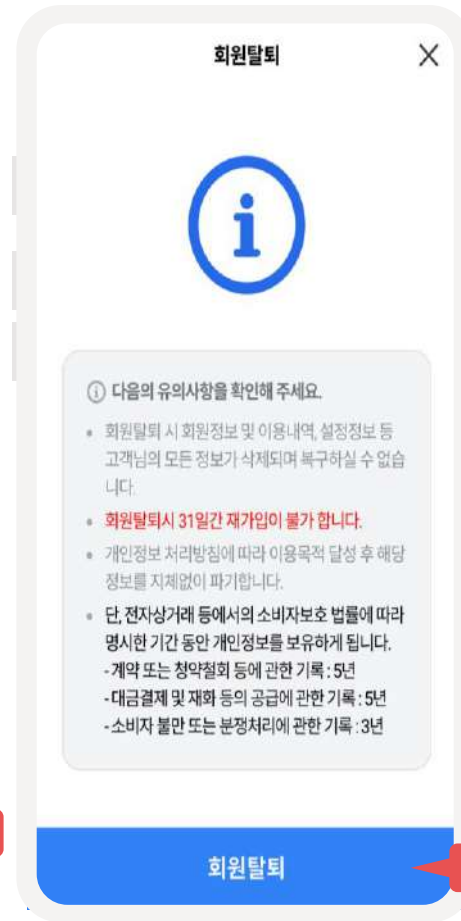 회원탈퇴
다음의 유의사항을 확인해 주세요.
회원탈퇴 시 회원정보 및 이용내역, 설정정보 등
고객님의 모든 정보가 삭제되며 복구하실 수 없습
니다.
회원탈퇴시 31일간 재가입이 불가 합니다.
개인정보 처리방침에 따라 이용목적 달성 후 해당
정보를 지체없이 파기합니다.
단, 전자상거래 등에서의 소비자보호 법률에 따라
명시한 기간 동안 개인정보를 보유하게 됩니다.
- 계약 또는 청약철회 등에 관한 기록 : 5년
- 대금결제 및 재화 등의 공급에 관한 기록 : 5년
- 소비자 불만 또는 분쟁처리에 관한 기록 : 3년
회원탈퇴